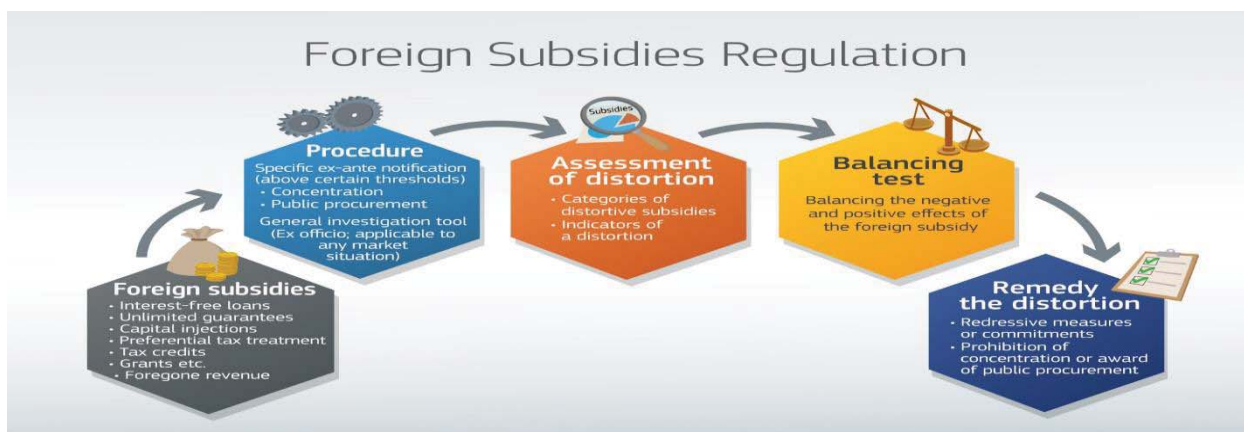 Foreign Subsidies Regulation
Foreign subsidies
• Interest-free loans
• Unlimited guarantees
• Capital injections
• Preferential tax treatment
• Tax credits
• Grants etc.
• Foregone revenue
Procedure
Specific ex-ante notification
(above certain thresholds)
• Concentration
• Public procurement
General investigation tool
(Ex officio; applicable to
any market
situation)
Subsidies
Assessment
of distortion
• Categories of
distortive subsidies
• Indicators of
a distortion
Balancing
test
Balancing the negative
and positive effects of
the foreign subsidy
Remedy
the distortion
• Redressive measures
or commitments
• Prohibition of
concentration or award
of public procurement